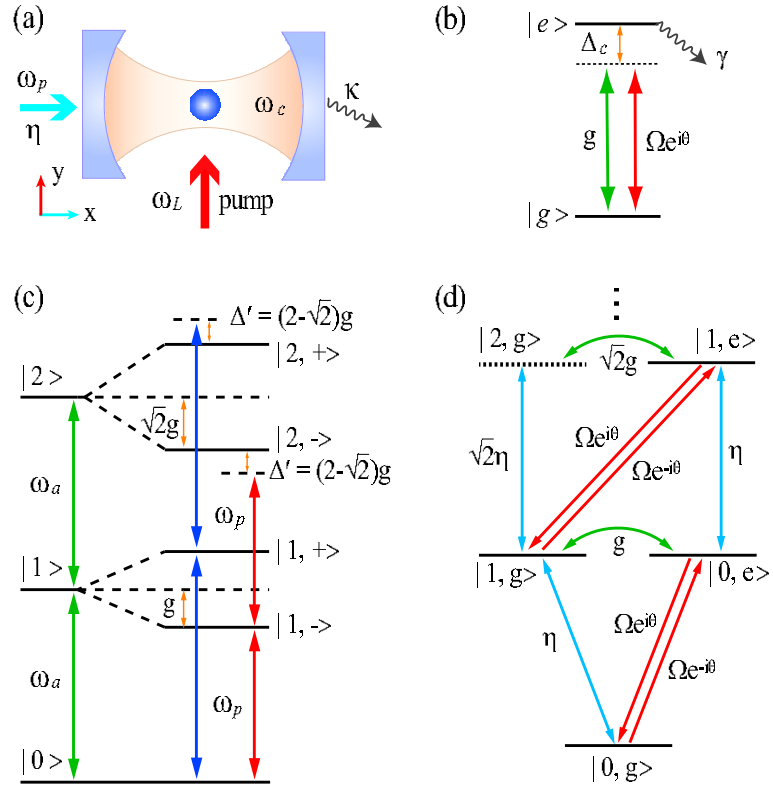 (a)
ω_p
η
ω_c
κ
y
x
ω_L
pump
(b)
| e>
Δ_c
γ
g
Ωe^{iθ}
| g>
(c)
Δ′ = (2-√2)g
| 2, +>
| 2>
√2g
| 2, ->
Δ′ = (2-√2)g
ω_a
ω_p
| 1, +>
| 1>
g
| 1, ->
ω_a
ω_p
| 0>
(d)
| 2, g>
| 1, e>
√2g
Ωe^{iθ}
Ωe^{-iθ}
√2η
η
g
| 1, g>
| 0, e>
Ωe^{iθ}
η
Ωe^{-iθ}
| 0, g>